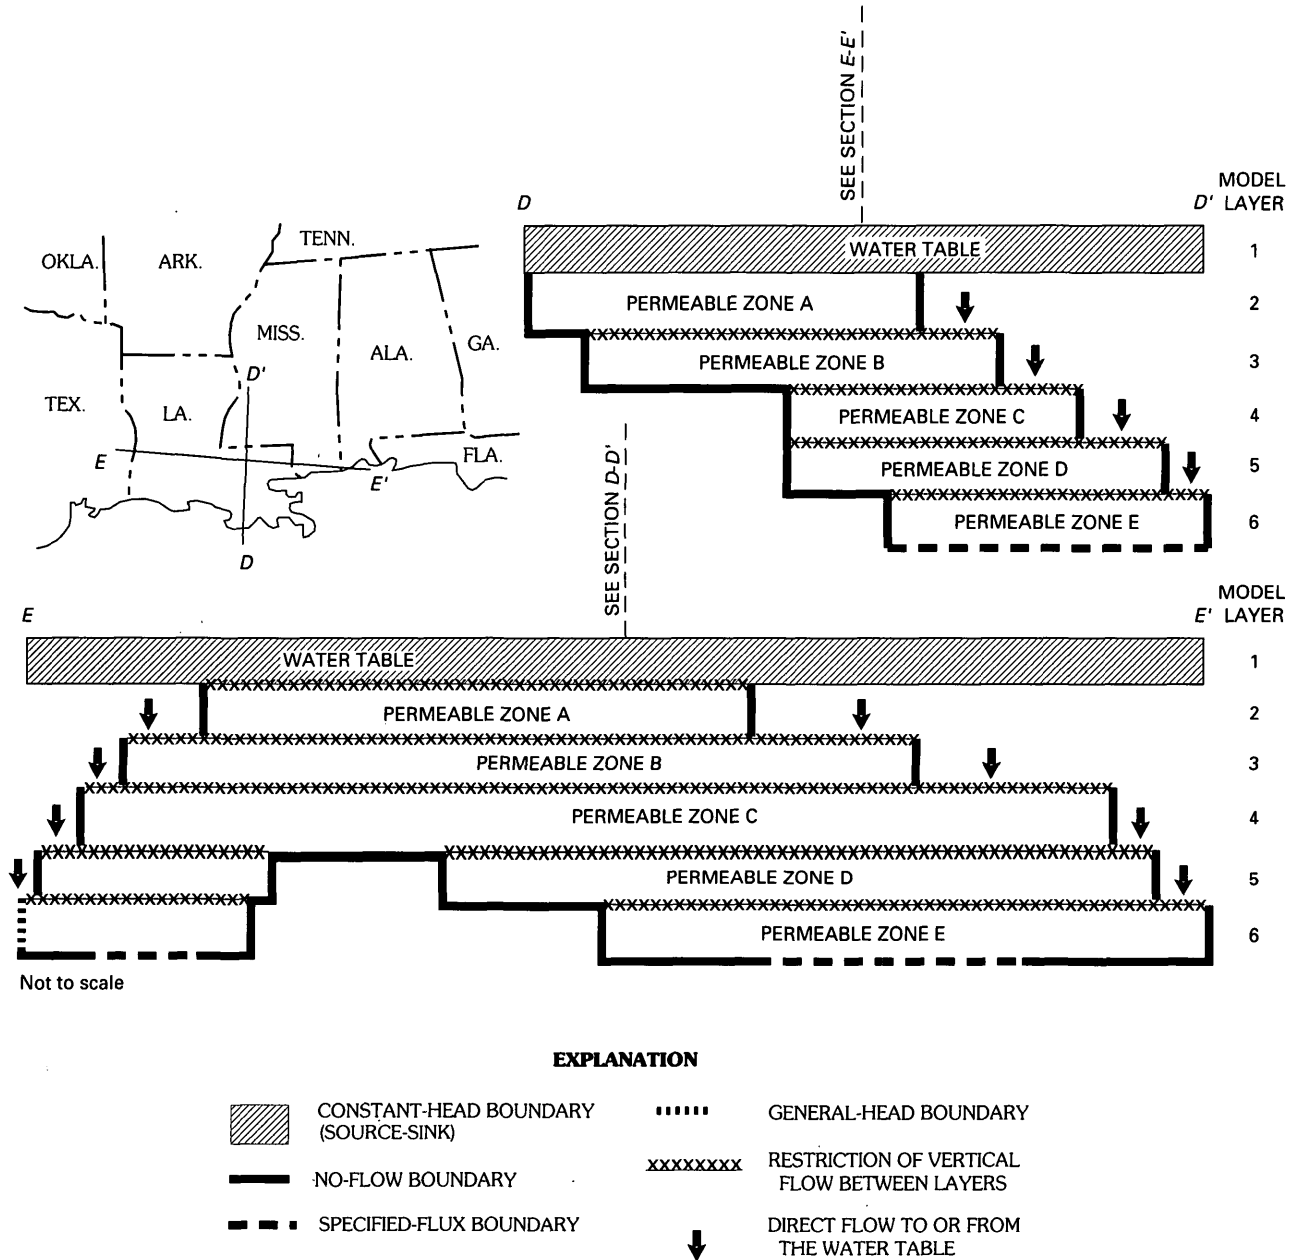 SEE SECTION E-E'
D
D'
MODEL
LAYER
WATER TABLE
1
PERMEABLE ZONE A
2
PERMEABLE ZONE B
3
PERMEABLE ZONE C
4
PERMEABLE ZONE D
5
PERMEABLE ZONE E
6
OKLA.
ARK.
TENN.
MISS.
ALA.
GA.
D'
TEX.
LA.
E
FLA.
E'
D
SEE SECTION D-D'
E
E'
MODEL
LAYER
WATER TABLE
1
PERMEABLE ZONE A
2
PERMEABLE ZONE B
3
PERMEABLE ZONE C
4
PERMEABLE ZONE D
5
PERMEABLE ZONE E
6
Not to scale
EXPLANATION
CONSTANT-HEAD BOUNDARY
(SOURCE-SINK)
NO-FLOW BOUNDARY
SPECIFIED-FLUX BOUNDARY
GENERAL-HEAD BOUNDARY
RESTRICTION OF VERTICAL
FLOW BETWEEN LAYERS
DIRECT FLOW TO OR FROM
THE WATER TABLE